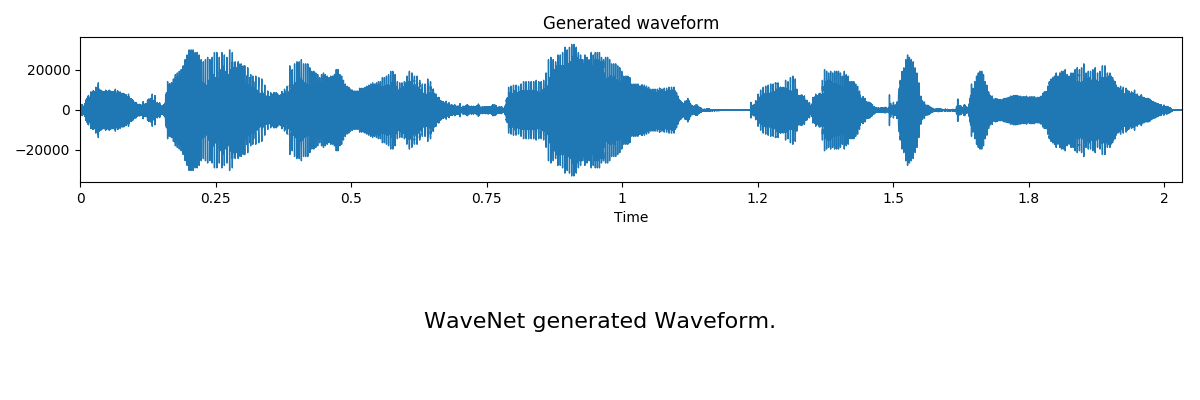 Generated waveform
20000
0
−20000
0 0.25 0.5 0.75 1 1.2 1.5 1.8 2
Time
WaveNet generated Waveform.